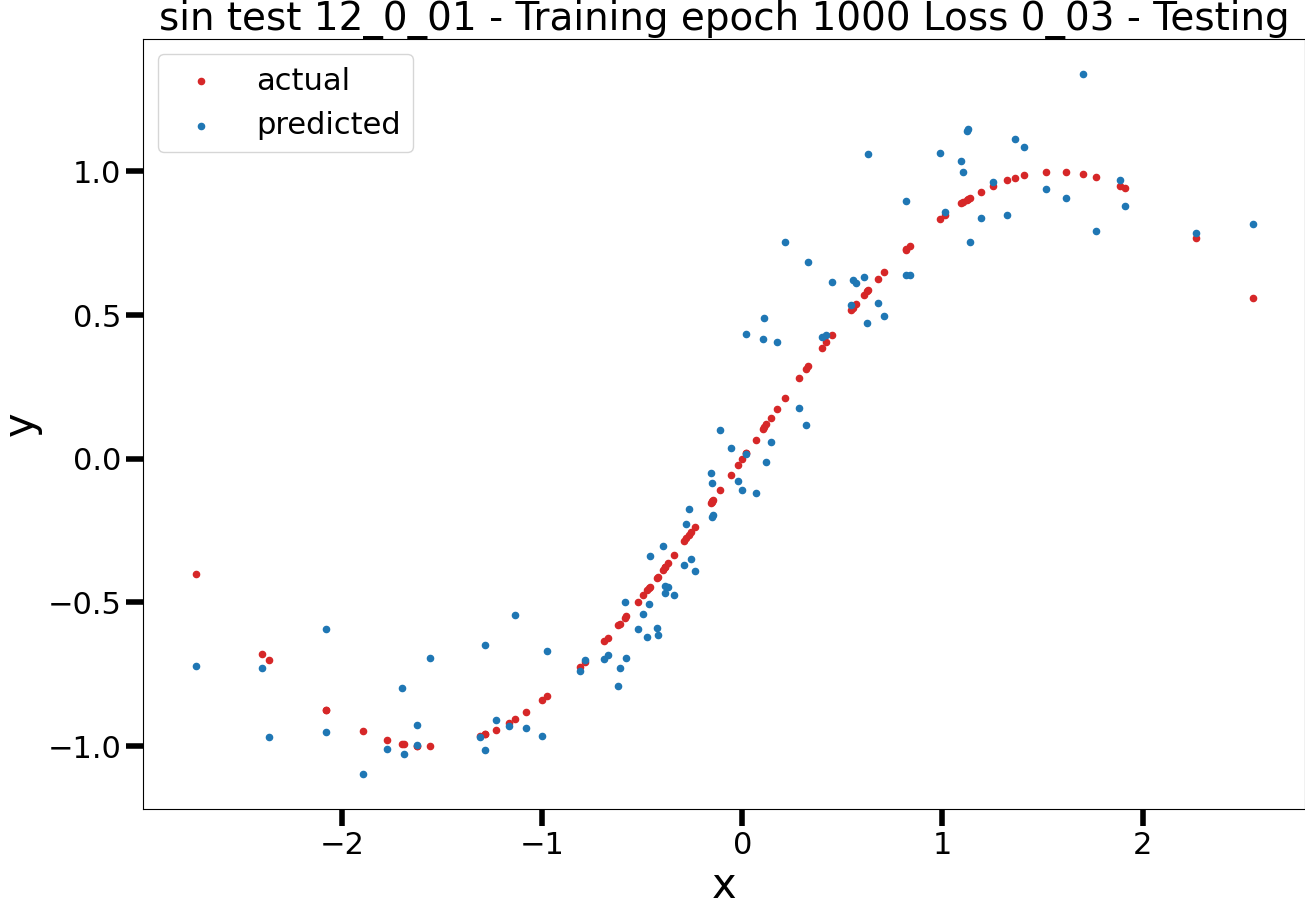 sin test 12_0_01 - Training epoch 1000 Loss 0_03 - Testing
actual
predicted
1.0
0.5
0.0
−0.5
−1.0
y
−2
−1
0
1
2
x